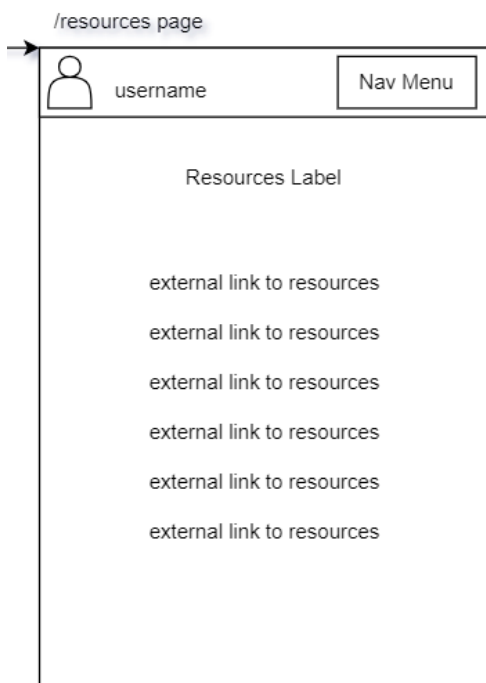 /resources page
username
Nav Menu
Resources Label
external link to resources
external link to resources
external link to resources
external link to resources
external link to resources
external link to resources